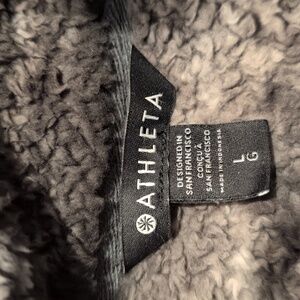 ATHLETA
DESIGNED IN
SAN FRANCISCO
CONÇU À
SAN FRANCISCO
MADE IN INDONESIA
L
G